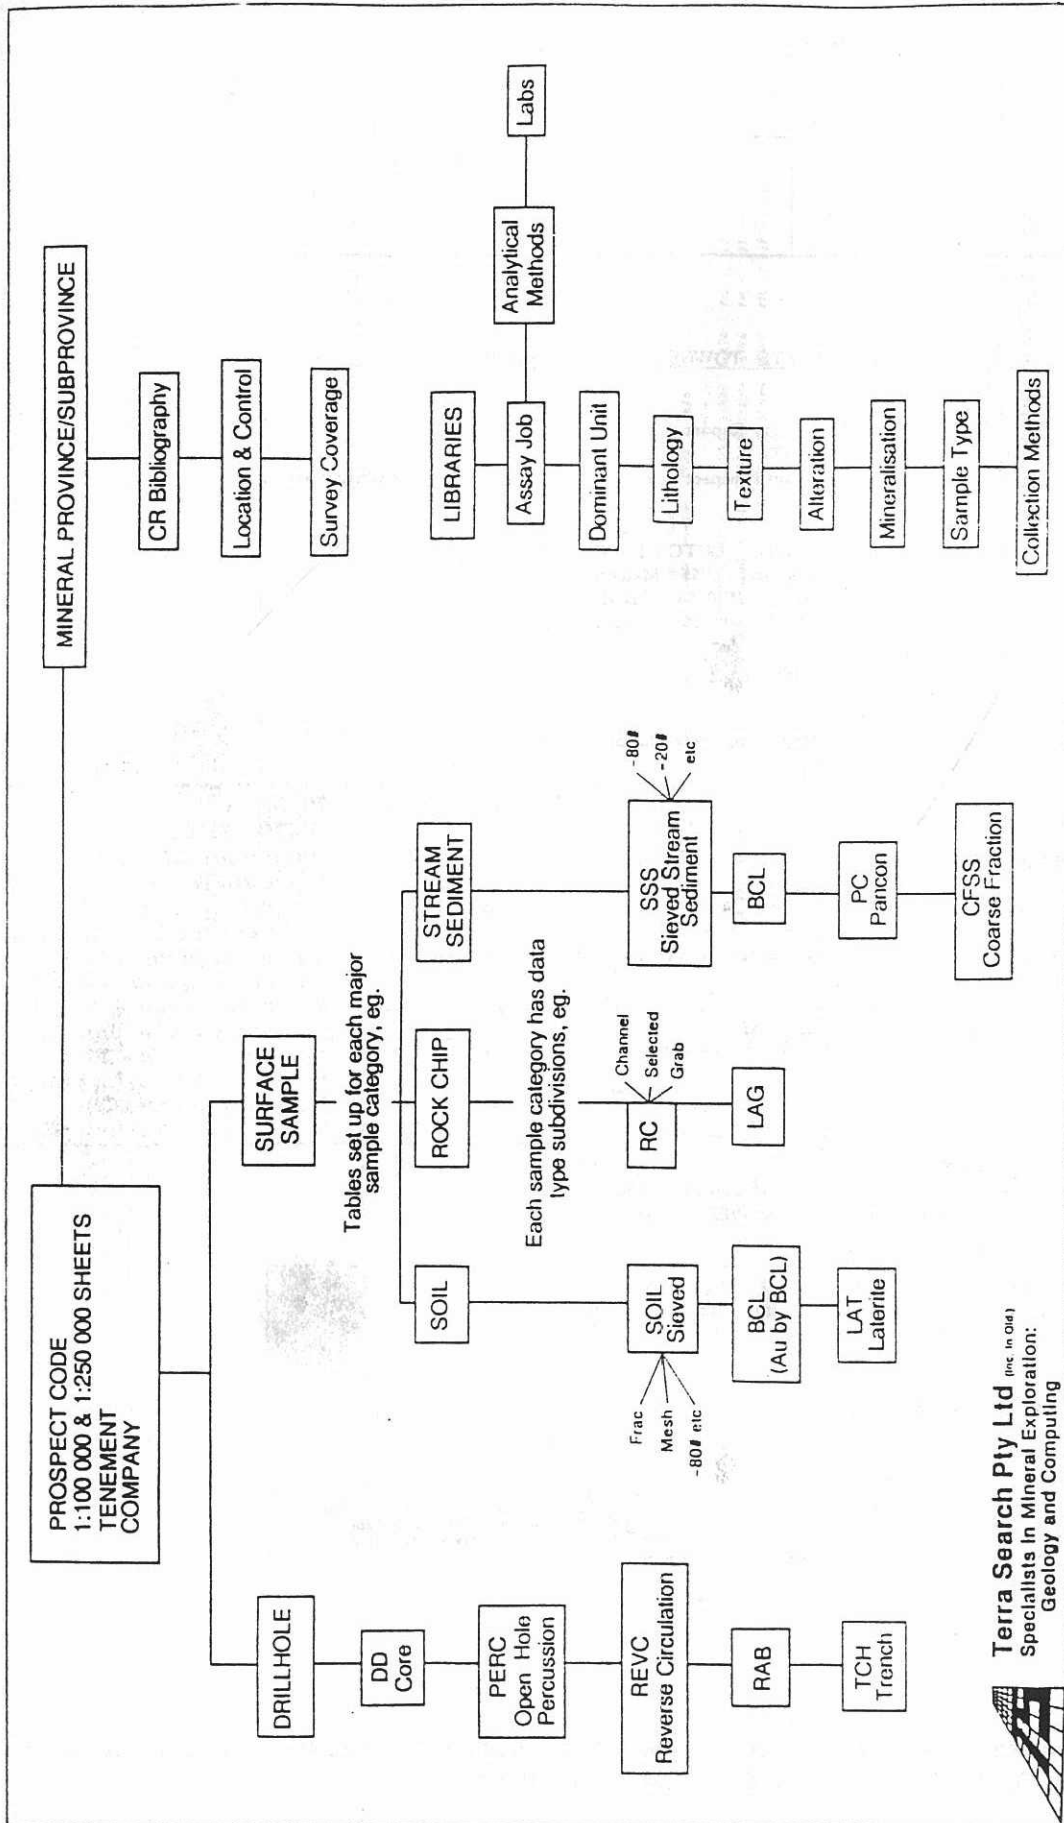 PROSPECT CODE
1:100 000 & 1:250 000 SHEETS
TENEMENT
COMPANY
MINERAL PROVINCE/SUBPROVINCE
CR Bibliography
Location & Control
Survey Coverage
DRILLHOLE
DD
Core
PERC
Open Hole
Percussion
REVC
Reverse Circulation
RAB
TCH
Trench
SURFACE
SAMPLE
Tables set up for each major
sample category, eg.
SOIL
ROCK CHIP
STREAM
SEDIMENT
Each sample category has data
type subdivisions, eg.
Frac
Mesh
-80# etc
SOIL
Sieved
BCL
(Au by BCL)
LAT
Laterite
Channel
Selected
Grab
RC
LAG
-80#
-20#
etc
SSS
Sieved Stream
Sediment
BCL
PC
Pancon
CFSS
Coarse Fraction
LIBRARIES
Assay Job
Analytical
Methods
Labs
Dominant Unit
Lithology
Texture
Alteration
Mineralisation
Sample Type
Collection Methods
Terra Search Pty Ltd (Inc. in Qld)
Specialists In Mineral Exploration:
Geology and Computing